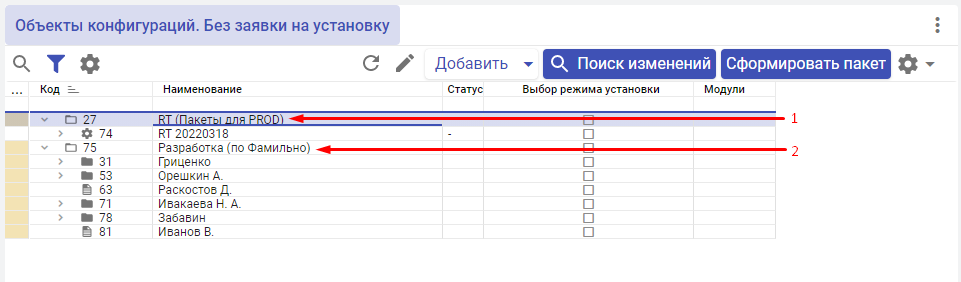 Объекты конфигураций. Без заявки на установку
Добавить Поиск изменений Сформировать пакет
... Код Наименование Статус Выбор режима установки Модули
27 RT (Пакеты для PROD) 1
74 RT 20220318 -
75 Разработка (по Фамильно) 2
31 Гриценко
53 Орешкин А.
63 Раскостов Д.
71 Ивакаева Н. А.
78 Забавин
81 Иванов В.